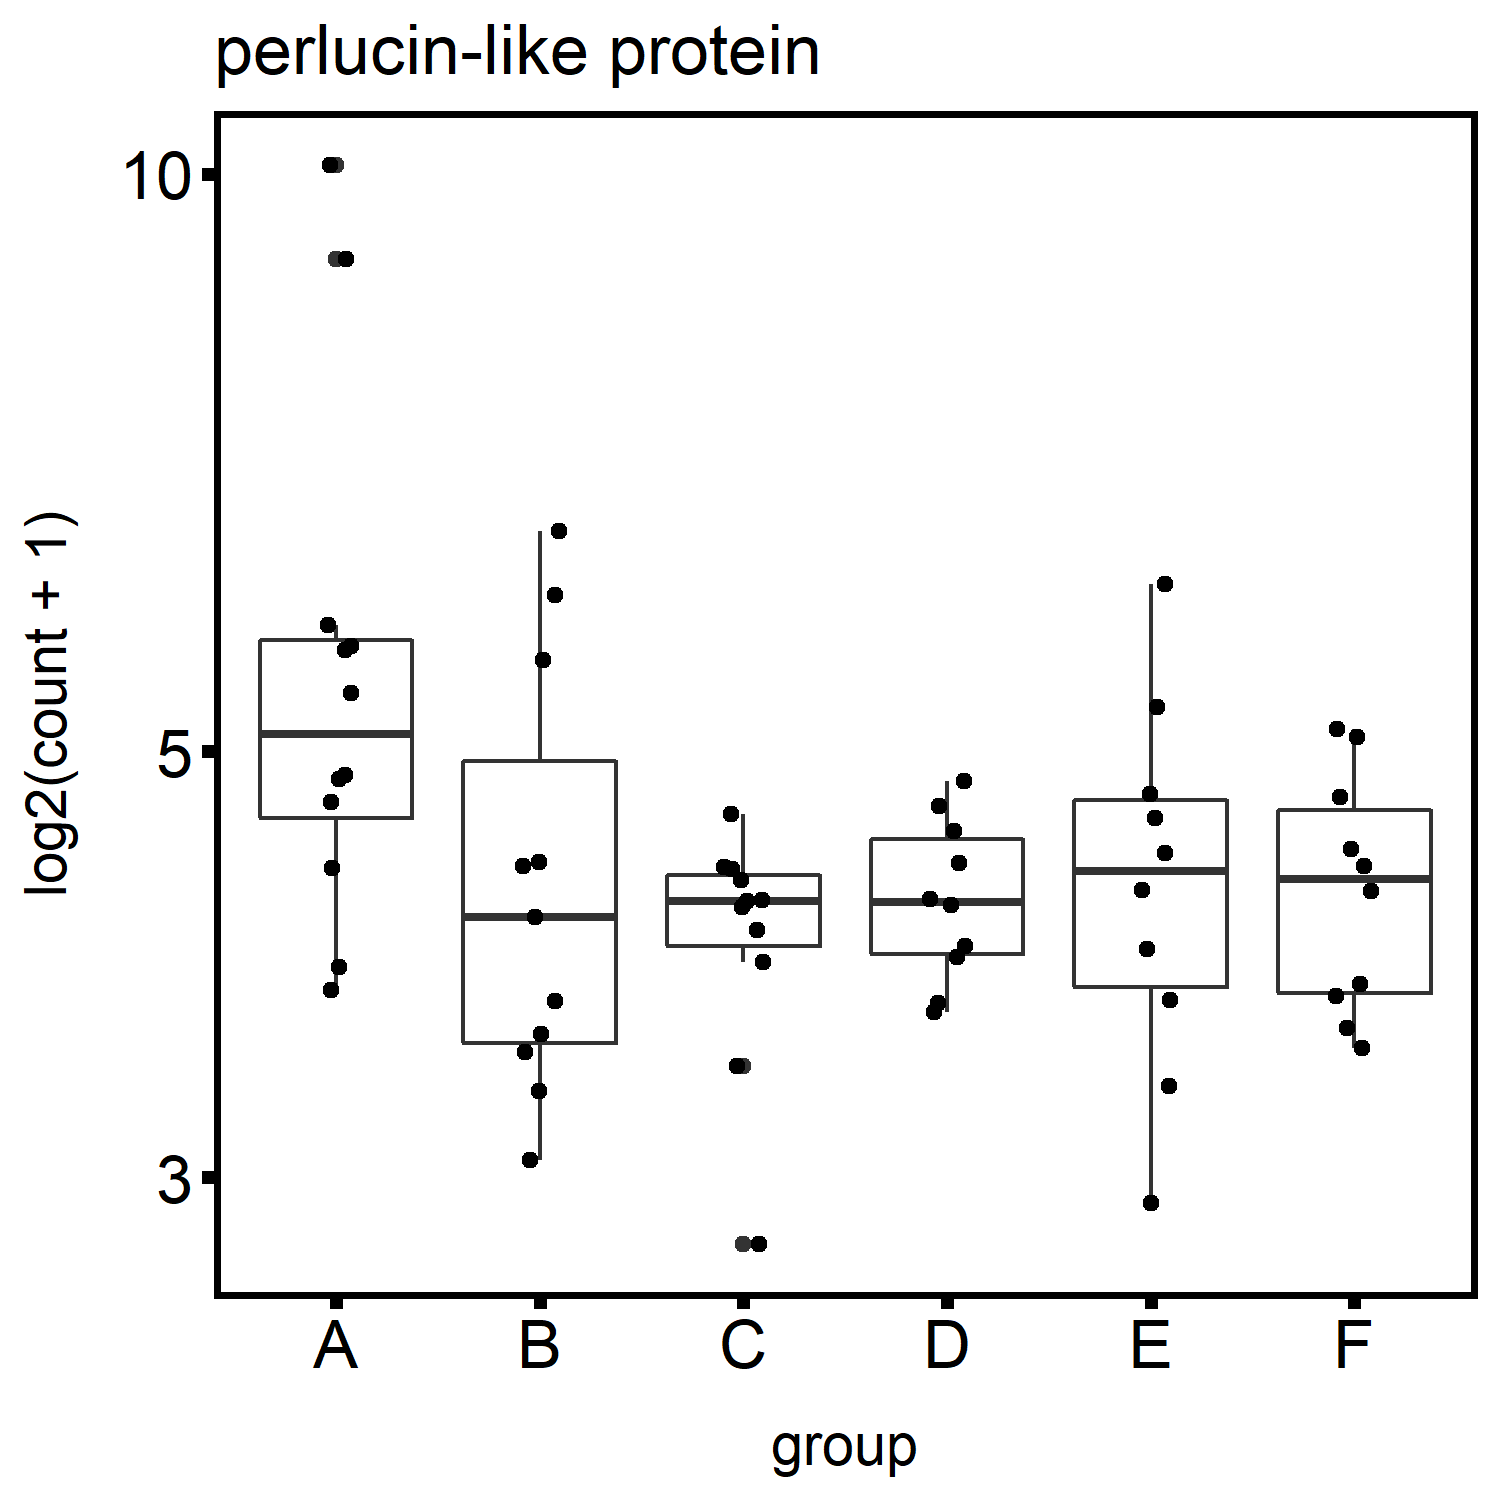 perlucin-like protein
10
5
3
log2(count + 1)
A B C D E F
group